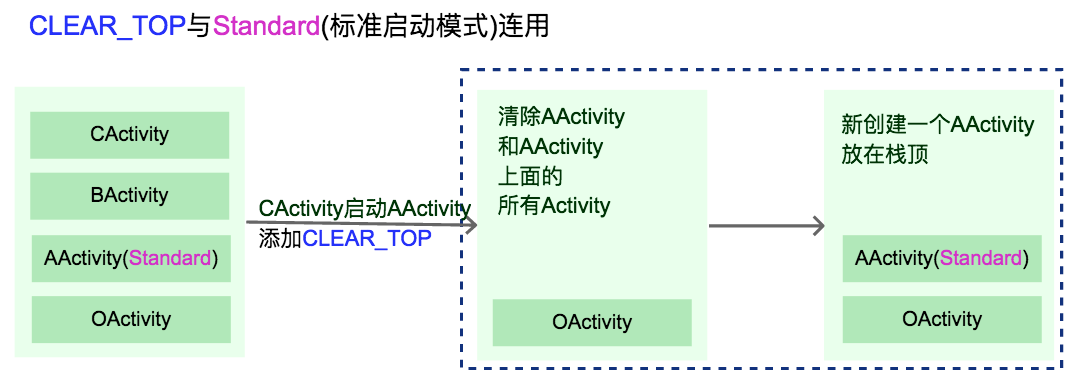 CLEAR_TOP与Standard(标准启动模式)连用
CActivity
BActivity
AActivity(Standard)
OActivity
CActivity启动AActivity
添加CLEAR_TOP
清除AActivity
和AActivity
上面的
所有Activity
OActivity
新创建一个AActivity
放在栈顶
AActivity(Standard)
OActivity